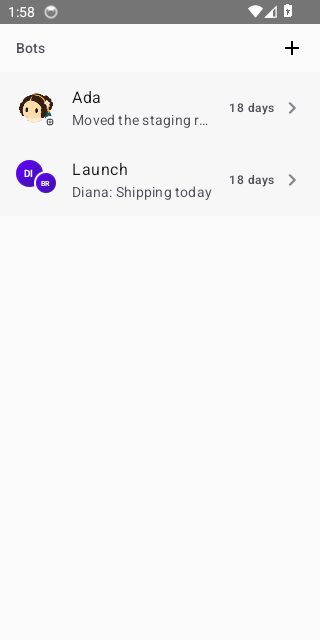 1:58
Bots
Ada
Moved the staging r...
18 days
Launch
Diana: Shipping today
18 days
DI
BR